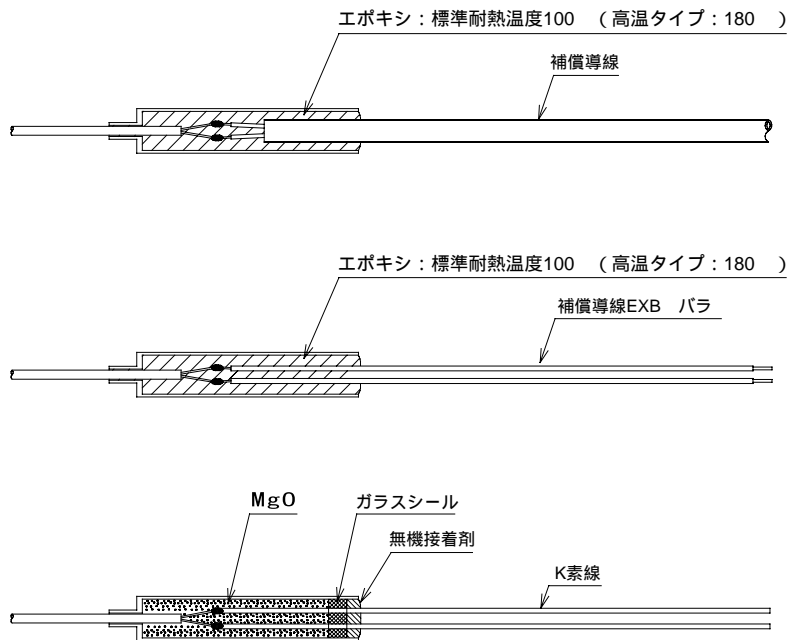 エポキシ：標準耐熱温度100　（高温タイプ：180　）
補償導線
エポキシ：標準耐熱温度100　（高温タイプ：180　）
補償導線EXB　バラ
MgO
ガラスシール
無機接着剤
K素線